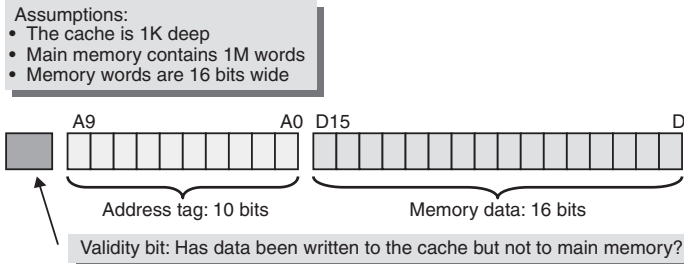 Assumptions:
• The cache is 1K deep
• Main memory contains 1M words
• Memory words are 16 bits wide
A9 A0 D15 D
Address tag: 10 bits Memory data: 16 bits
Validity bit: Has data been written to the cache but not to main memory?